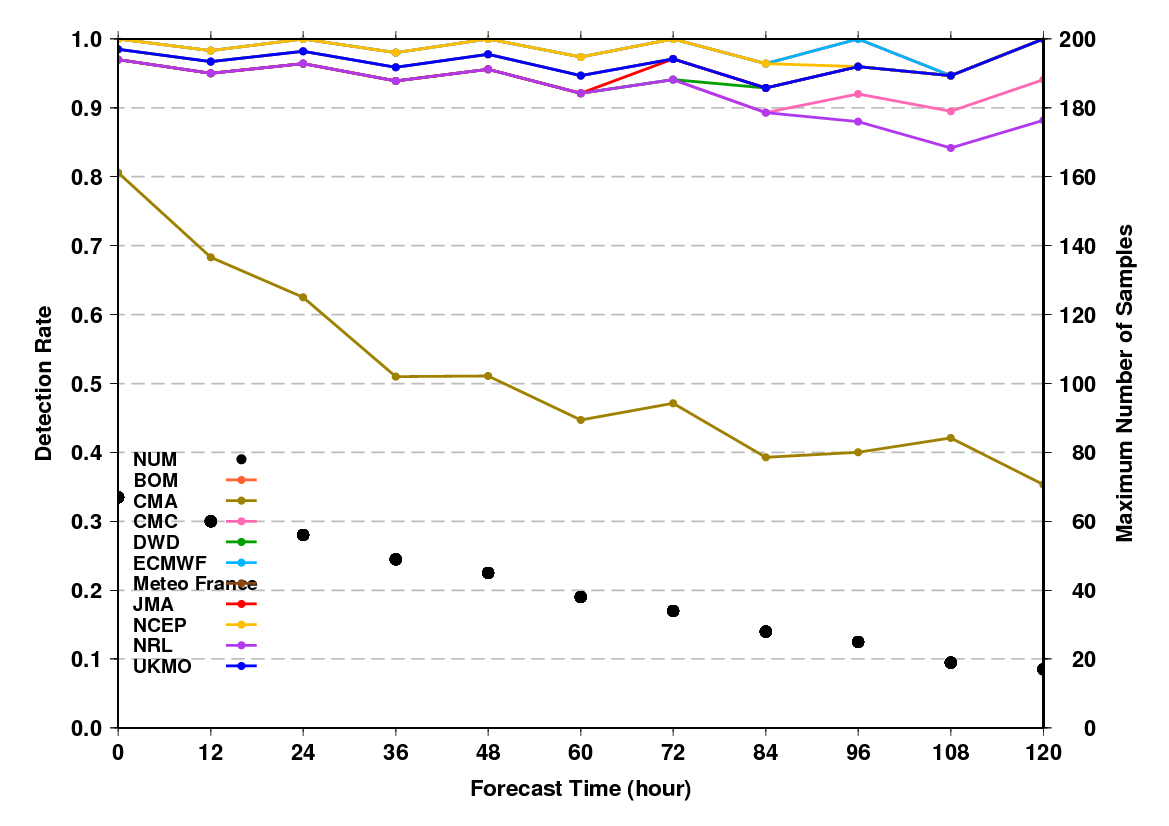 1.0
0.9
0.8
0.7
0.6
0.5
0.4
0.3
0.2
0.1
0.0
Detection Rate
200
180
160
140
120
100
80
60
40
20
0
Maximum Number of Samples
NUM
BOM
CMA
CMC
DWD
ECMWF
Meteo France
JMA
NCEP
NRL
UKMO
0 12 24 36 48 60 72 84 96 108 120
Forecast Time (hour)